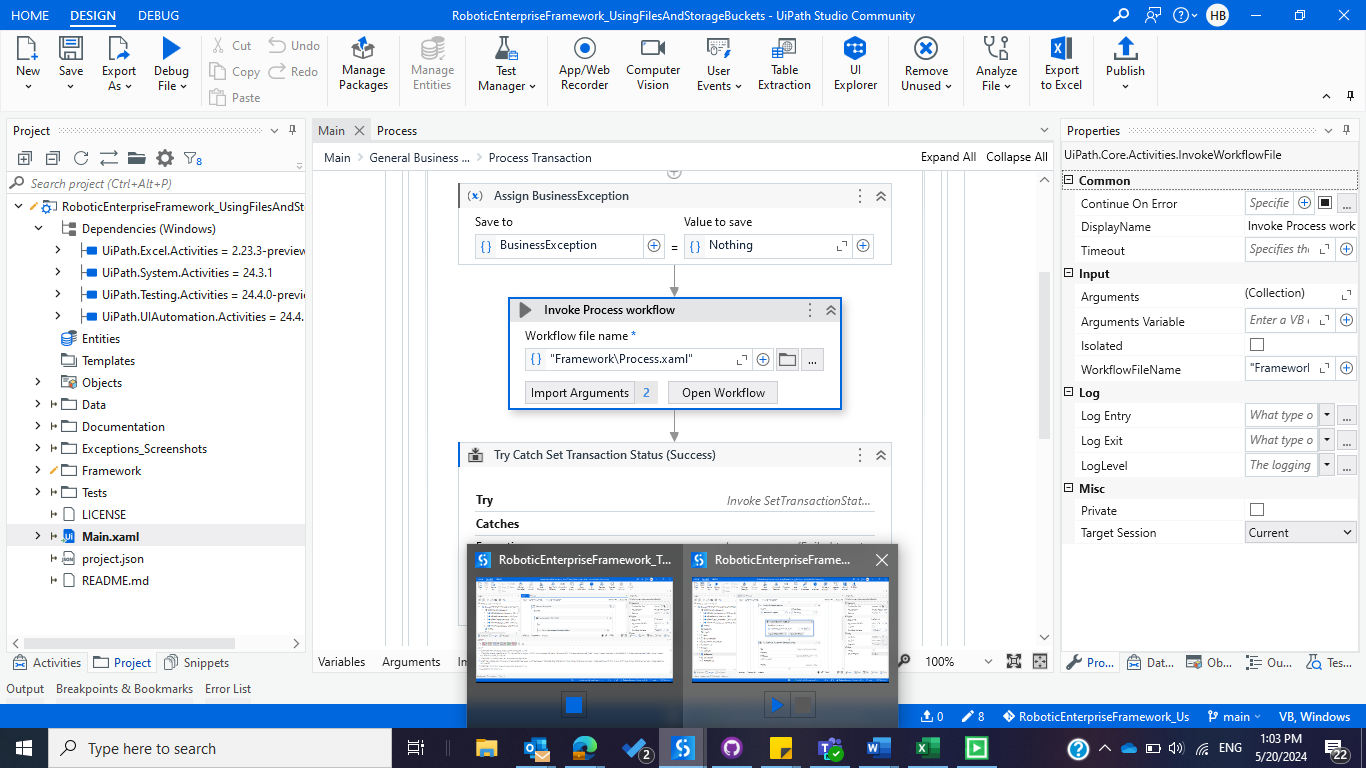 HOME
DESIGN
DEBUG
RoboticEnterpriseFramework_UsingFilesAndStorageBuckets - UiPath Studio Community
HB
New
Save
Export As
Debug File
Cut
Copy
Paste
Undo
Redo
Manage Packages
Manage Entities
Test Manager
App/Web Recorder
Computer Vision
User Events
Table Extraction
UI Explorer
Remove Unused
Analyze File
Export to Excel
Publish
Project
8
Search project (Ctrl+Alt+P)
RoboticEnterpriseFramework_UsingFilesAndSto
Dependencies (Windows)
UiPath.Excel.Activities = 2.23.3-preview
UiPath.System.Activities = 24.3.1
UiPath.Testing.Activities = 24.4.0-previe
UiPath.UIAutomation.Activities = 24.4.
Entities
Templates
Objects
Data
Documentation
Exceptions_Screenshots
Framework
Tests
LICENSE
Main.xaml
project.json
README.md
Activities
Project
Snippets
Output
Breakpoints & Bookmarks
Error List
Main
Process
Main > General Business ... > Process Transaction
Expand All
Collapse All
(x) Assign BusinessException
Save to
Value to save
{ } BusinessException
=
{ } Nothing
Invoke Process workflow
Workflow file name *
{ } "Framework\Process.xaml"
...
Import Arguments 2
Open Workflow
Try Catch Set Transaction Status (Success)
Try
Invoke SetTransactionStat...
Catches
RoboticEnterpriseFramework_T...
RoboticEnterpriseFrame...
Variables
100%
Properties
UiPath.Core.Activities.InvokeWorkflowFile
Common
Continue On Error
Specifie
...
DisplayName
Invoke Process work
Timeout
Specifies the
Input
Arguments
(Collection)
Arguments Variable
Enter a VB e
Isolated
WorkflowFileName
"Framework
Log
Log Entry
What type o
...
Log Exit
What type o
...
LogLevel
The logging
...
Misc
Private
Target Session
Current
Pro...
Dat...
Ob...
Ou...
Tes...
0
8
RoboticEnterpriseFramework_Us
main
VB, Windows
Type here to search
2
ENG
1:03 PM
5/20/2024
22